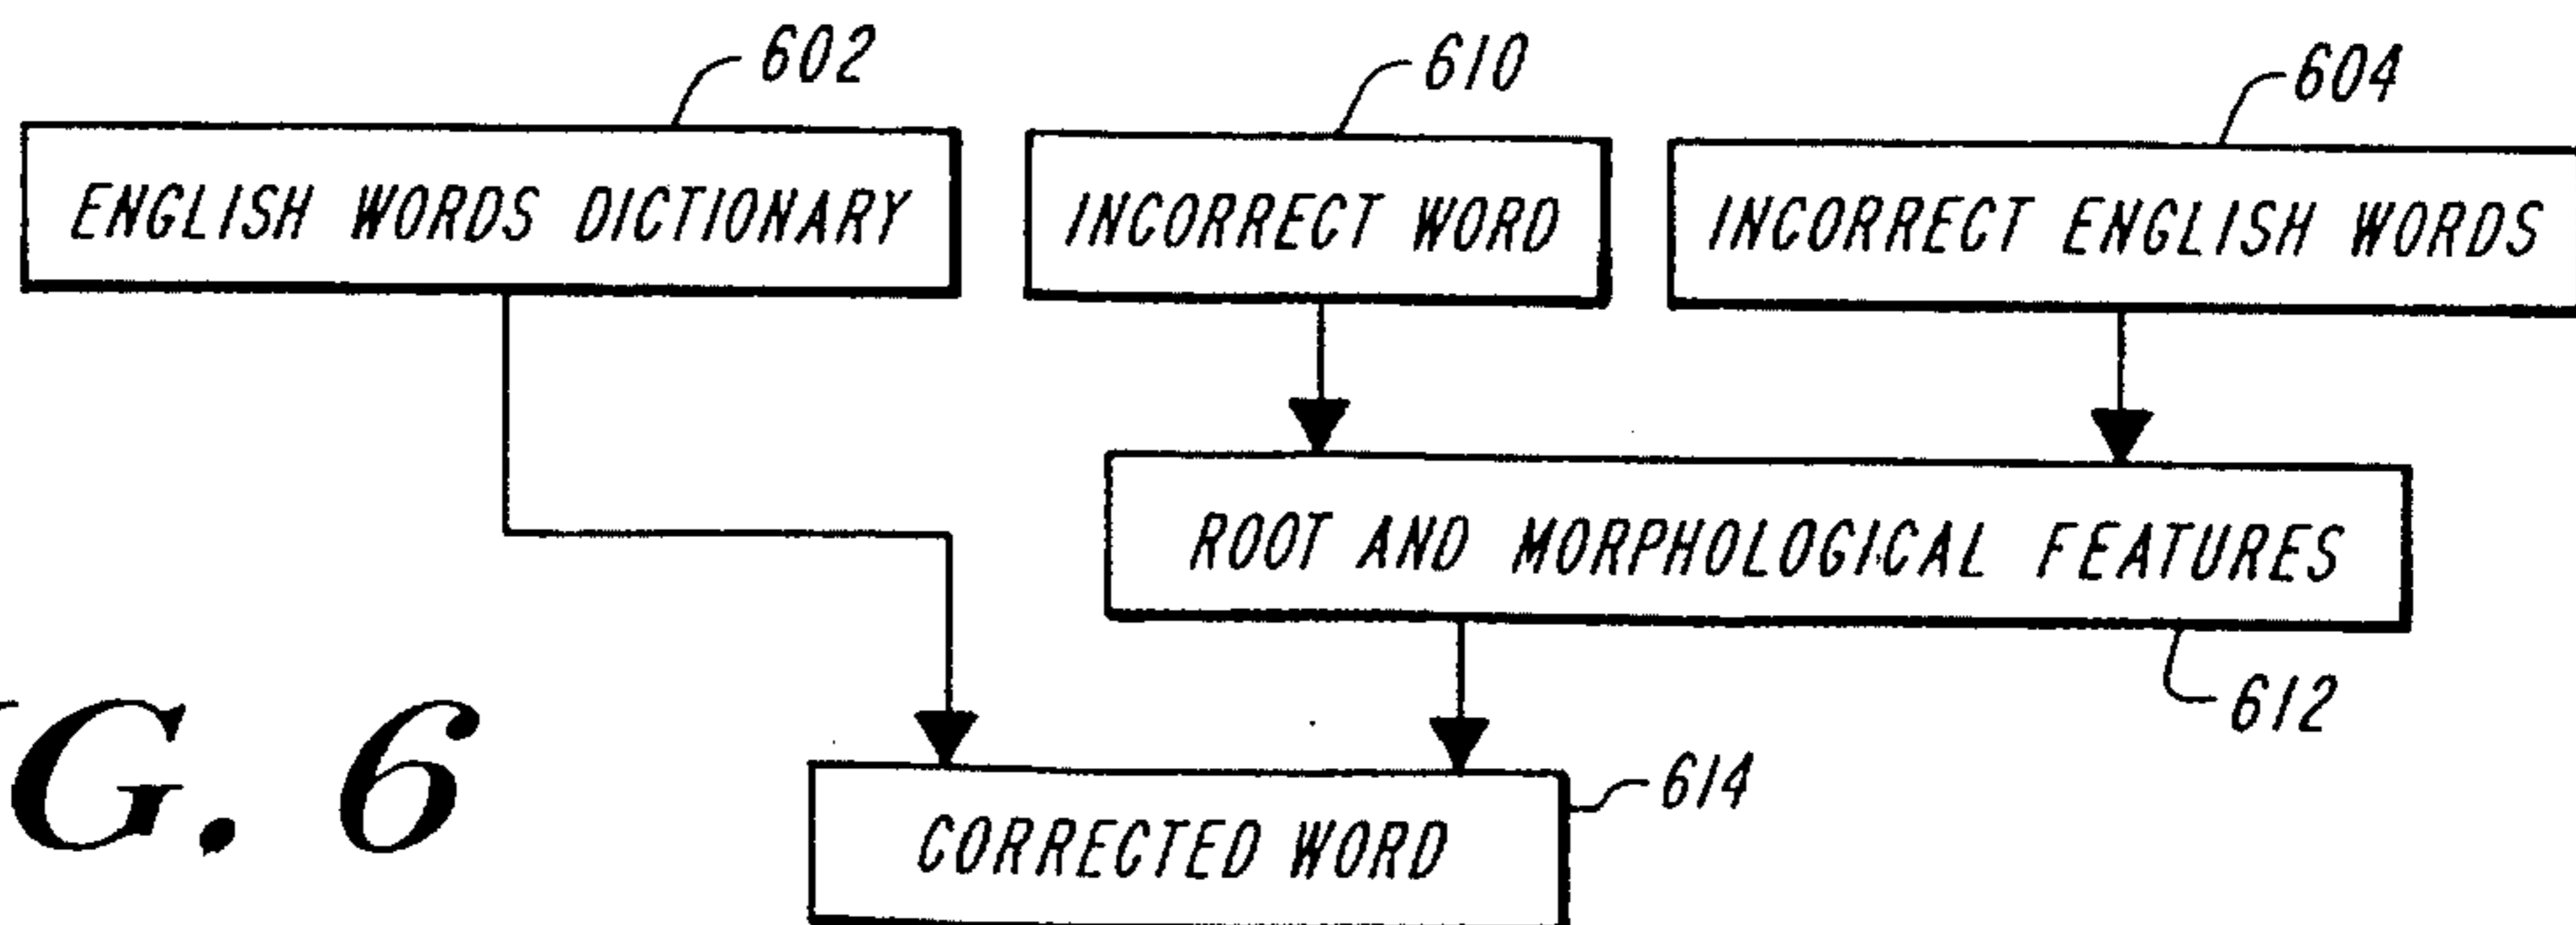 602
610
604
ENGLISH WORDS DICTIONARY
INCORRECT WORD
INCORRECT ENGLISH WORDS
ROOT AND MORPHOLOGICAL FEATURES
612
G. 6
614
CORRECTED WORD